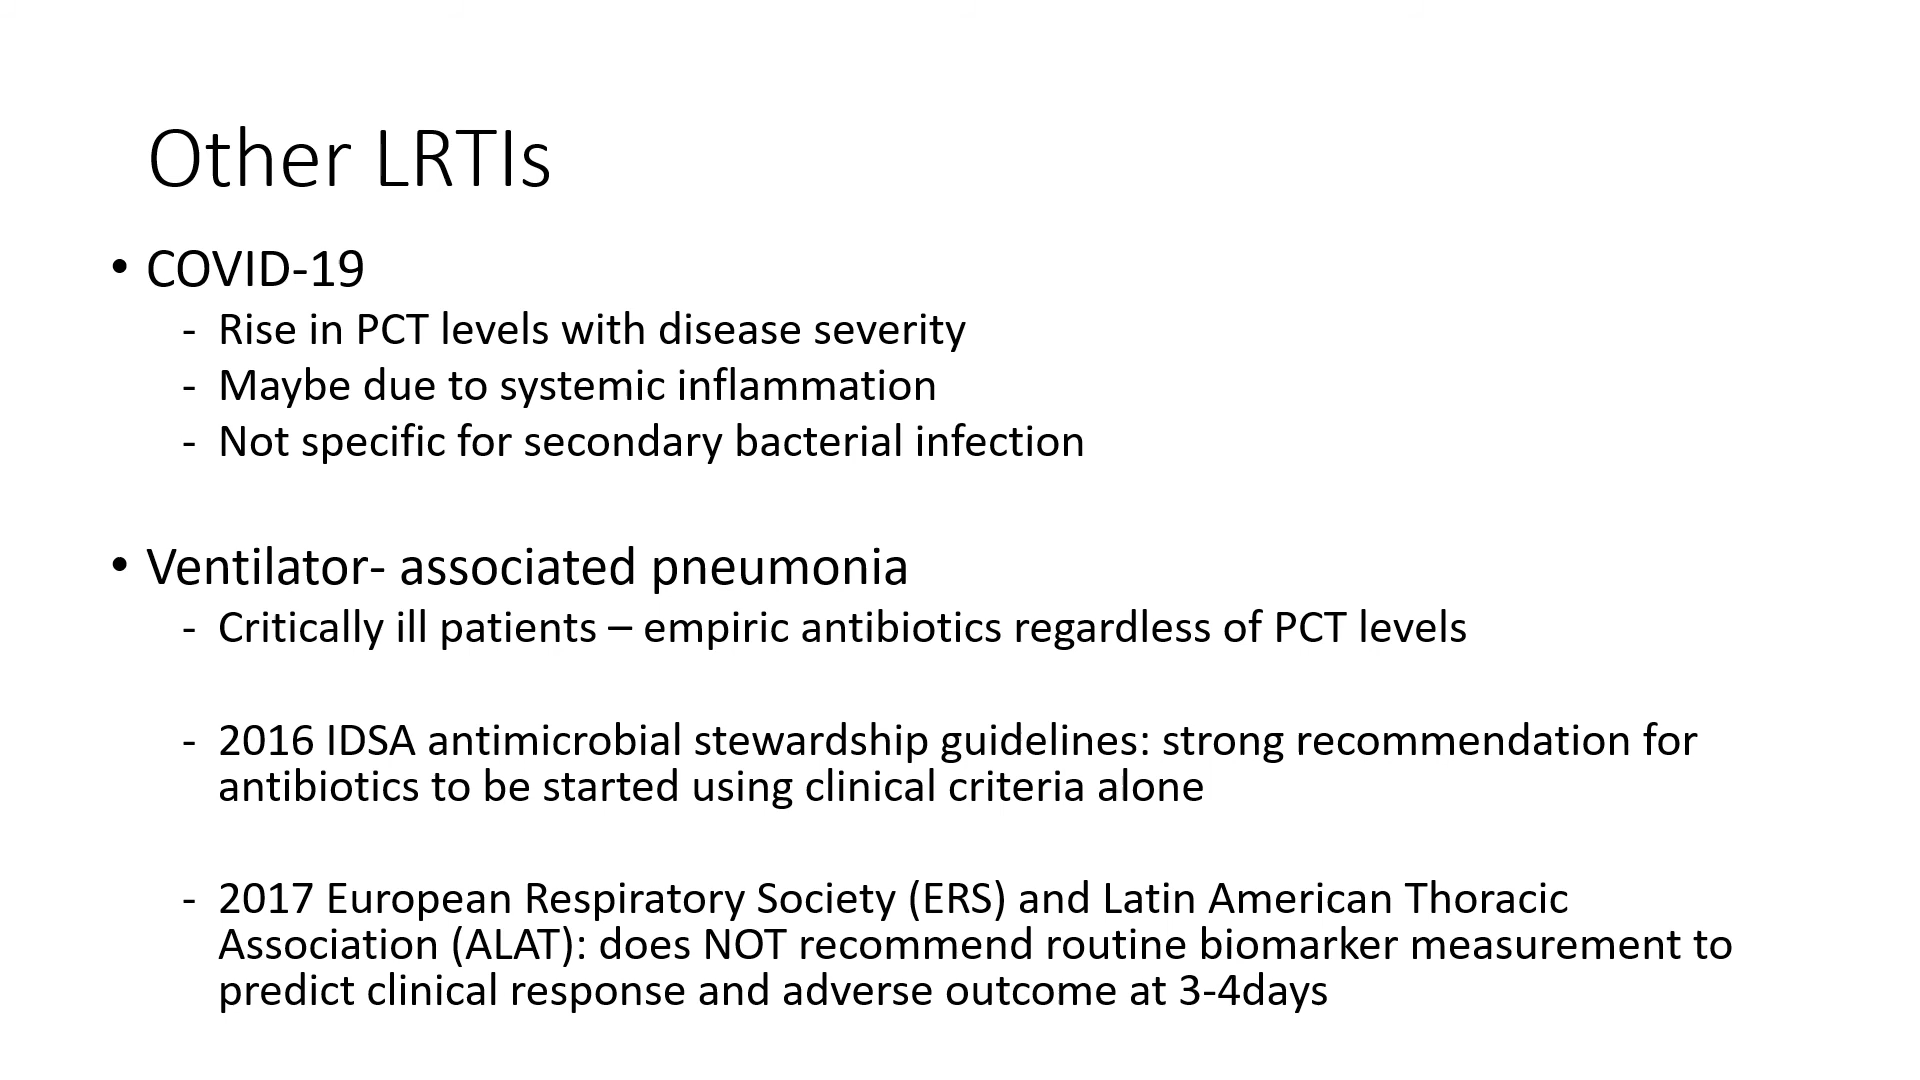 Other LRTIs
• COVID-19
- Rise in PCT levels with disease severity
- Maybe due to systemic inflammation
- Not specific for secondary bacterial infection
• Ventilator- associated pneumonia
- Critically ill patients – empiric antibiotics regardless of PCT levels
- 2016 IDSA antimicrobial stewardship guidelines: strong recommendation for
antibiotics to be started using clinical criteria alone
- 2017 European Respiratory Society (ERS) and Latin American Thoracic
Association (ALAT): does NOT recommend routine biomarker measurement to
predict clinical response and adverse outcome at 3-4days